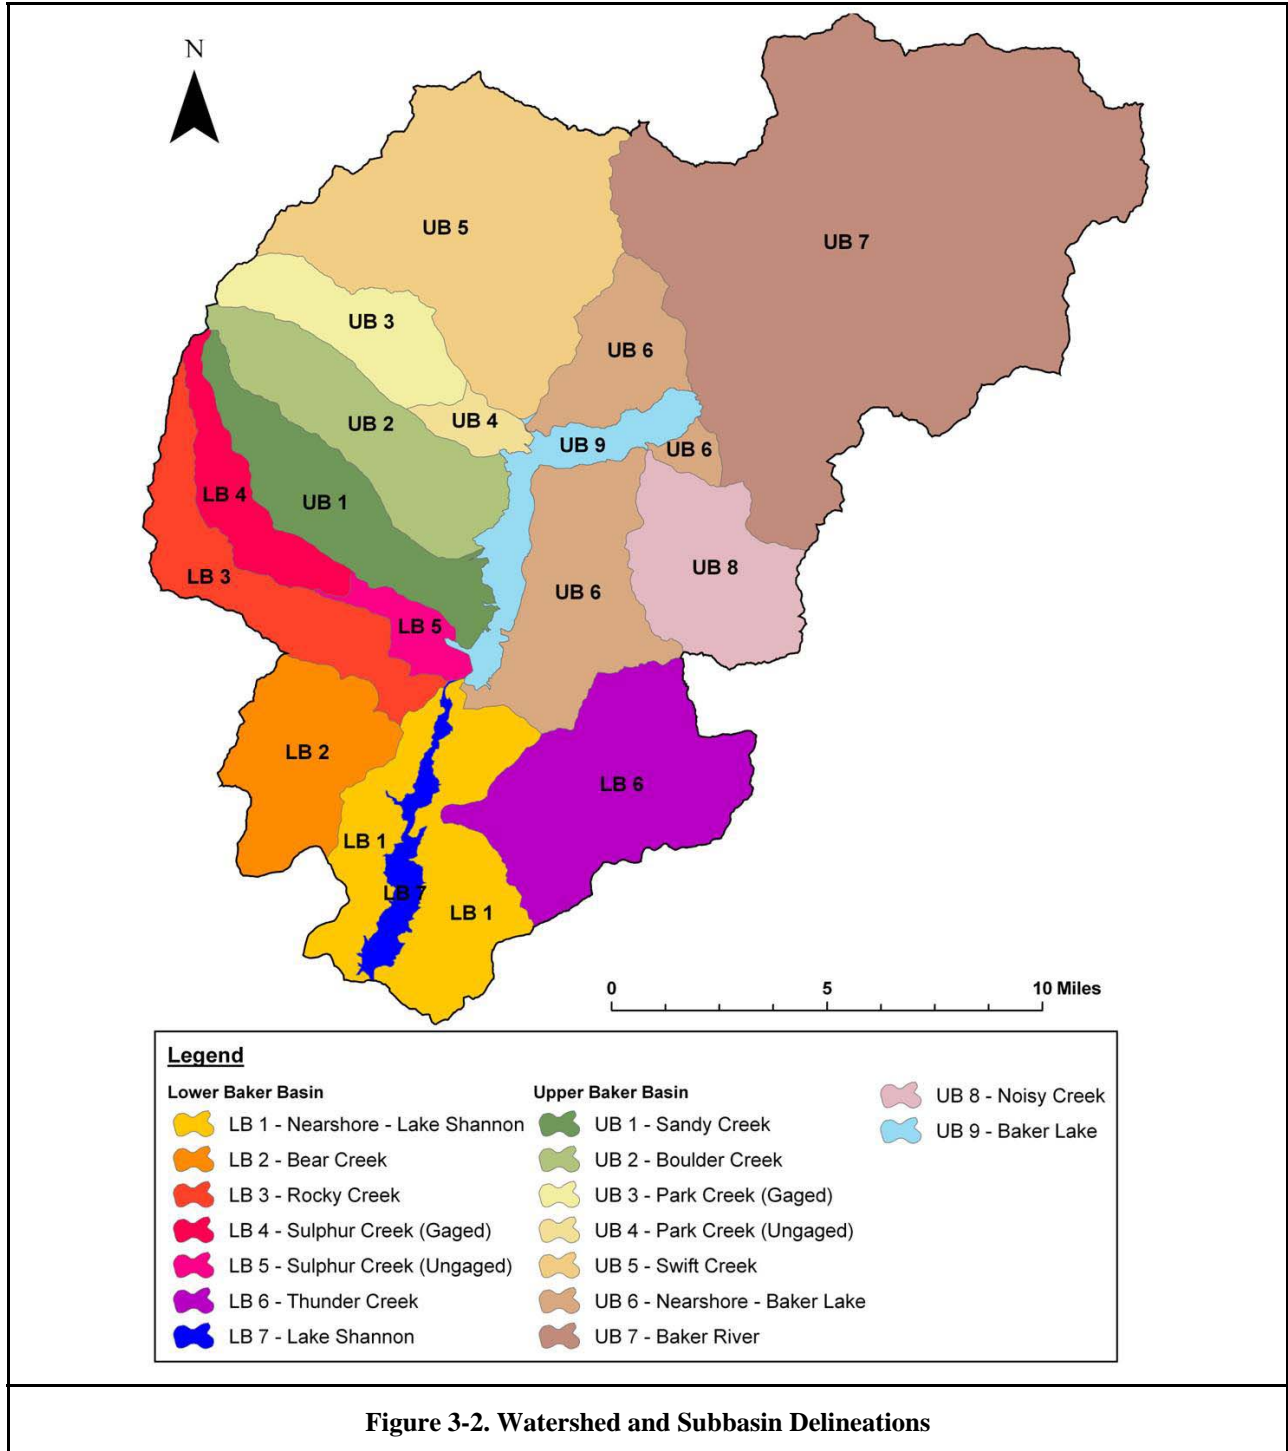 N
UB 5
UB 7
UB 3
UB 6
UB 2
UB 4
UB 9
UB 6
LB 4
UB 1
UB 8
LB 3
UB 6
LB 5
LB 2
LB 6
LB 1
LB 7
LB 1
0 5 10 Miles
Legend
Lower Baker Basin
LB 1 - Nearshore - Lake Shannon
LB 2 - Bear Creek
LB 3 - Rocky Creek
LB 4 - Sulphur Creek (Gaged)
LB 5 - Sulphur Creek (Ungaged)
LB 6 - Thunder Creek
LB 7 - Lake Shannon
Upper Baker Basin
UB 1 - Sandy Creek
UB 2 - Boulder Creek
UB 3 - Park Creek (Gaged)
UB 4 - Park Creek (Ungaged)
UB 5 - Swift Creek
UB 6 - Nearshore - Baker Lake
UB 7 - Baker River
UB 8 - Noisy Creek
UB 9 - Baker Lake
Figure 3-2. Watershed and Subbasin Delineations